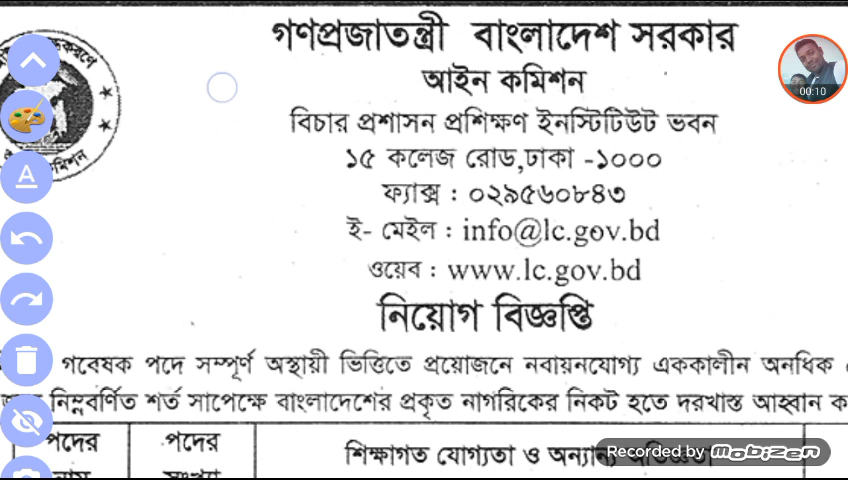 গণপ্রজাতন্ত্রী বাংলাদেশ সরকার
আইন কমিশন
বিচার প্রশাসন প্রশিক্ষণ ইনস্টিটিউট ভবন
১৫ কলেজ রোড,ঢাকা -১০০০
ফ্যাক্স : ০২৯৫৬০৮৪৩
ই- মেইল : info@lc.gov.bd
ওয়েব : www.lc.gov.bd
নিয়োগ বিজ্ঞপ্তি
গবেষক পদে সম্পূর্ণ অস্থায়ী ভিত্তিতে প্রয়োজনে নবায়নযোগ্য এককালীন অনধিক
নিম্নবর্ণিত শর্ত সাপেক্ষে বাংলাদেশের প্রকৃত নাগরিকের নিকট হতে দরখাস্ত আহ্বান ক
পদের পদের শিক্ষাগত যোগ্যতা ও অন্যান্য অভিজ্ঞতা
00:10
A
Recorded by Mobizen